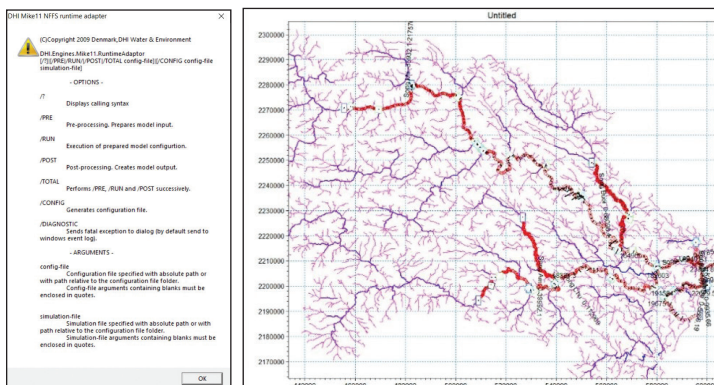 DHI Mike11 NFFS runtime adapter
(C)Copyright 2009 Denmark,DHI Water & Environment
DHI.Engines.Mike11.RuntimeAdaptor
[/?][/PRE|/RUN/|/POST|/TOTAL config-file][[/CONFIG config-file
simulation-file]
- OPTIONS -
/?
Displays calling syntax
/PRE
Pre-processing. Prepares model input.
/RUN
Execution of prepared model configurtion.
/POST
Post-processing. Creates model output.
/TOTAL
Performs /PRE, /RUN and /POST successively.
/CONFIG
Generates configuration file.
/DIAGNOSTIC
Sends fatal exception to dialog (by default send to
windows event log).
- ARGUMENTS -
config-file
Configuration file specified with absolute path or
with path relative to the configuration file folder.
Config-file arguments containing blanks must be
enclosed in quotes.
simulation-file
Simulation file specified with absolute path or with
path relative to the configuration file folder.
Simulation-file arguments containing blanks must be
enclosed in quotes.
OK
Untitled
2300000
2290000
2280000
2270000
2260000
2250000
2240000
2230000
2220000
2210000
2200000
2190000
2180000
2170000